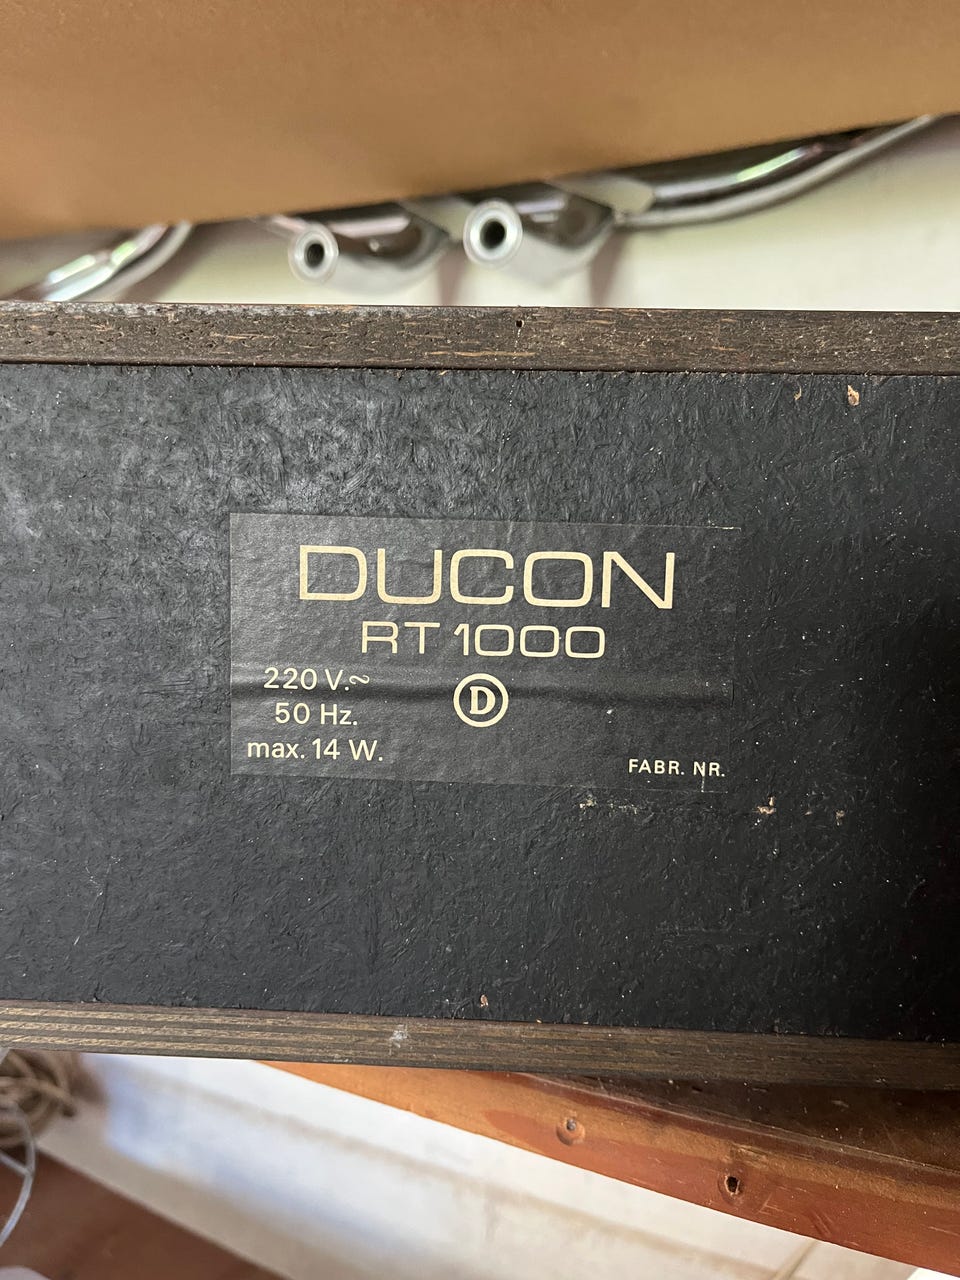 DUCON
RT 1000
220 V.~
50 Hz.
D
max. 14 W.
FABR. NR.